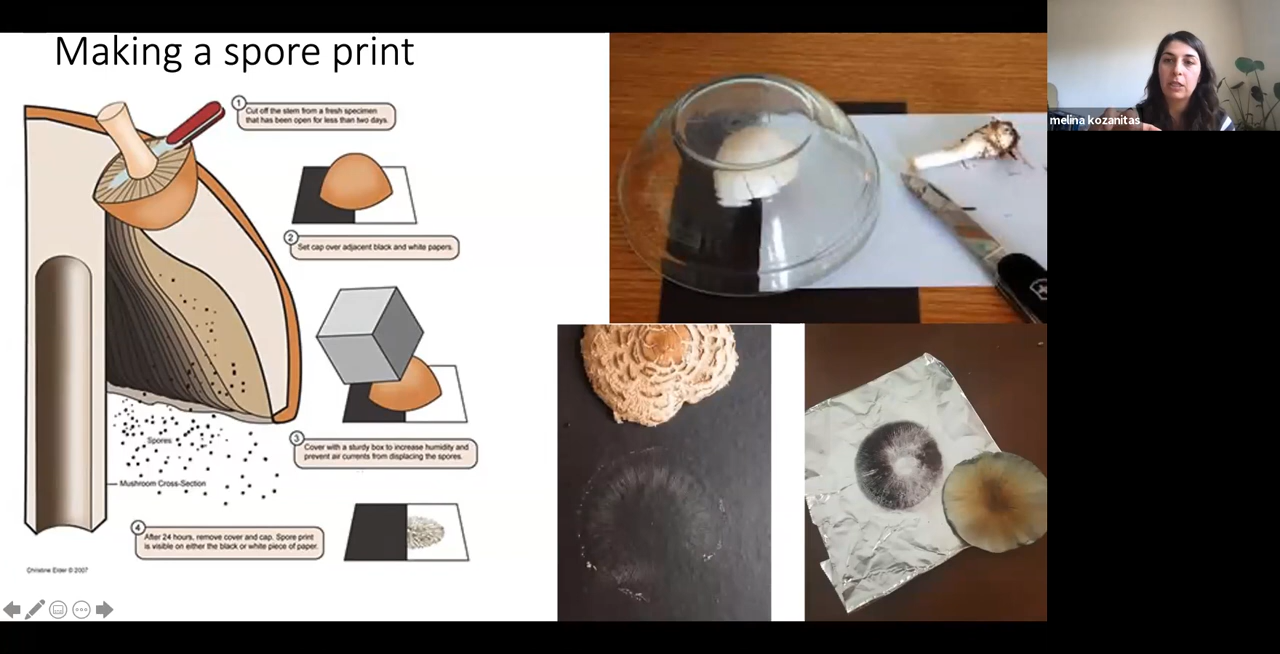 Making a spore print
1
Cut off the stem from a fresh specimen
that has been open for less than two days.
2
Set cap over adjacent black and white papers.
3
Cover with a sturdy box to increase humidity and
prevent air currents from displacing the spores.
Spores
Mushroom Cross-Section
4
After 24 hours, remove cover and cap. Spore print
is visible on either the black or white piece of paper.
Christine Elder © 2007
melina kozanitas